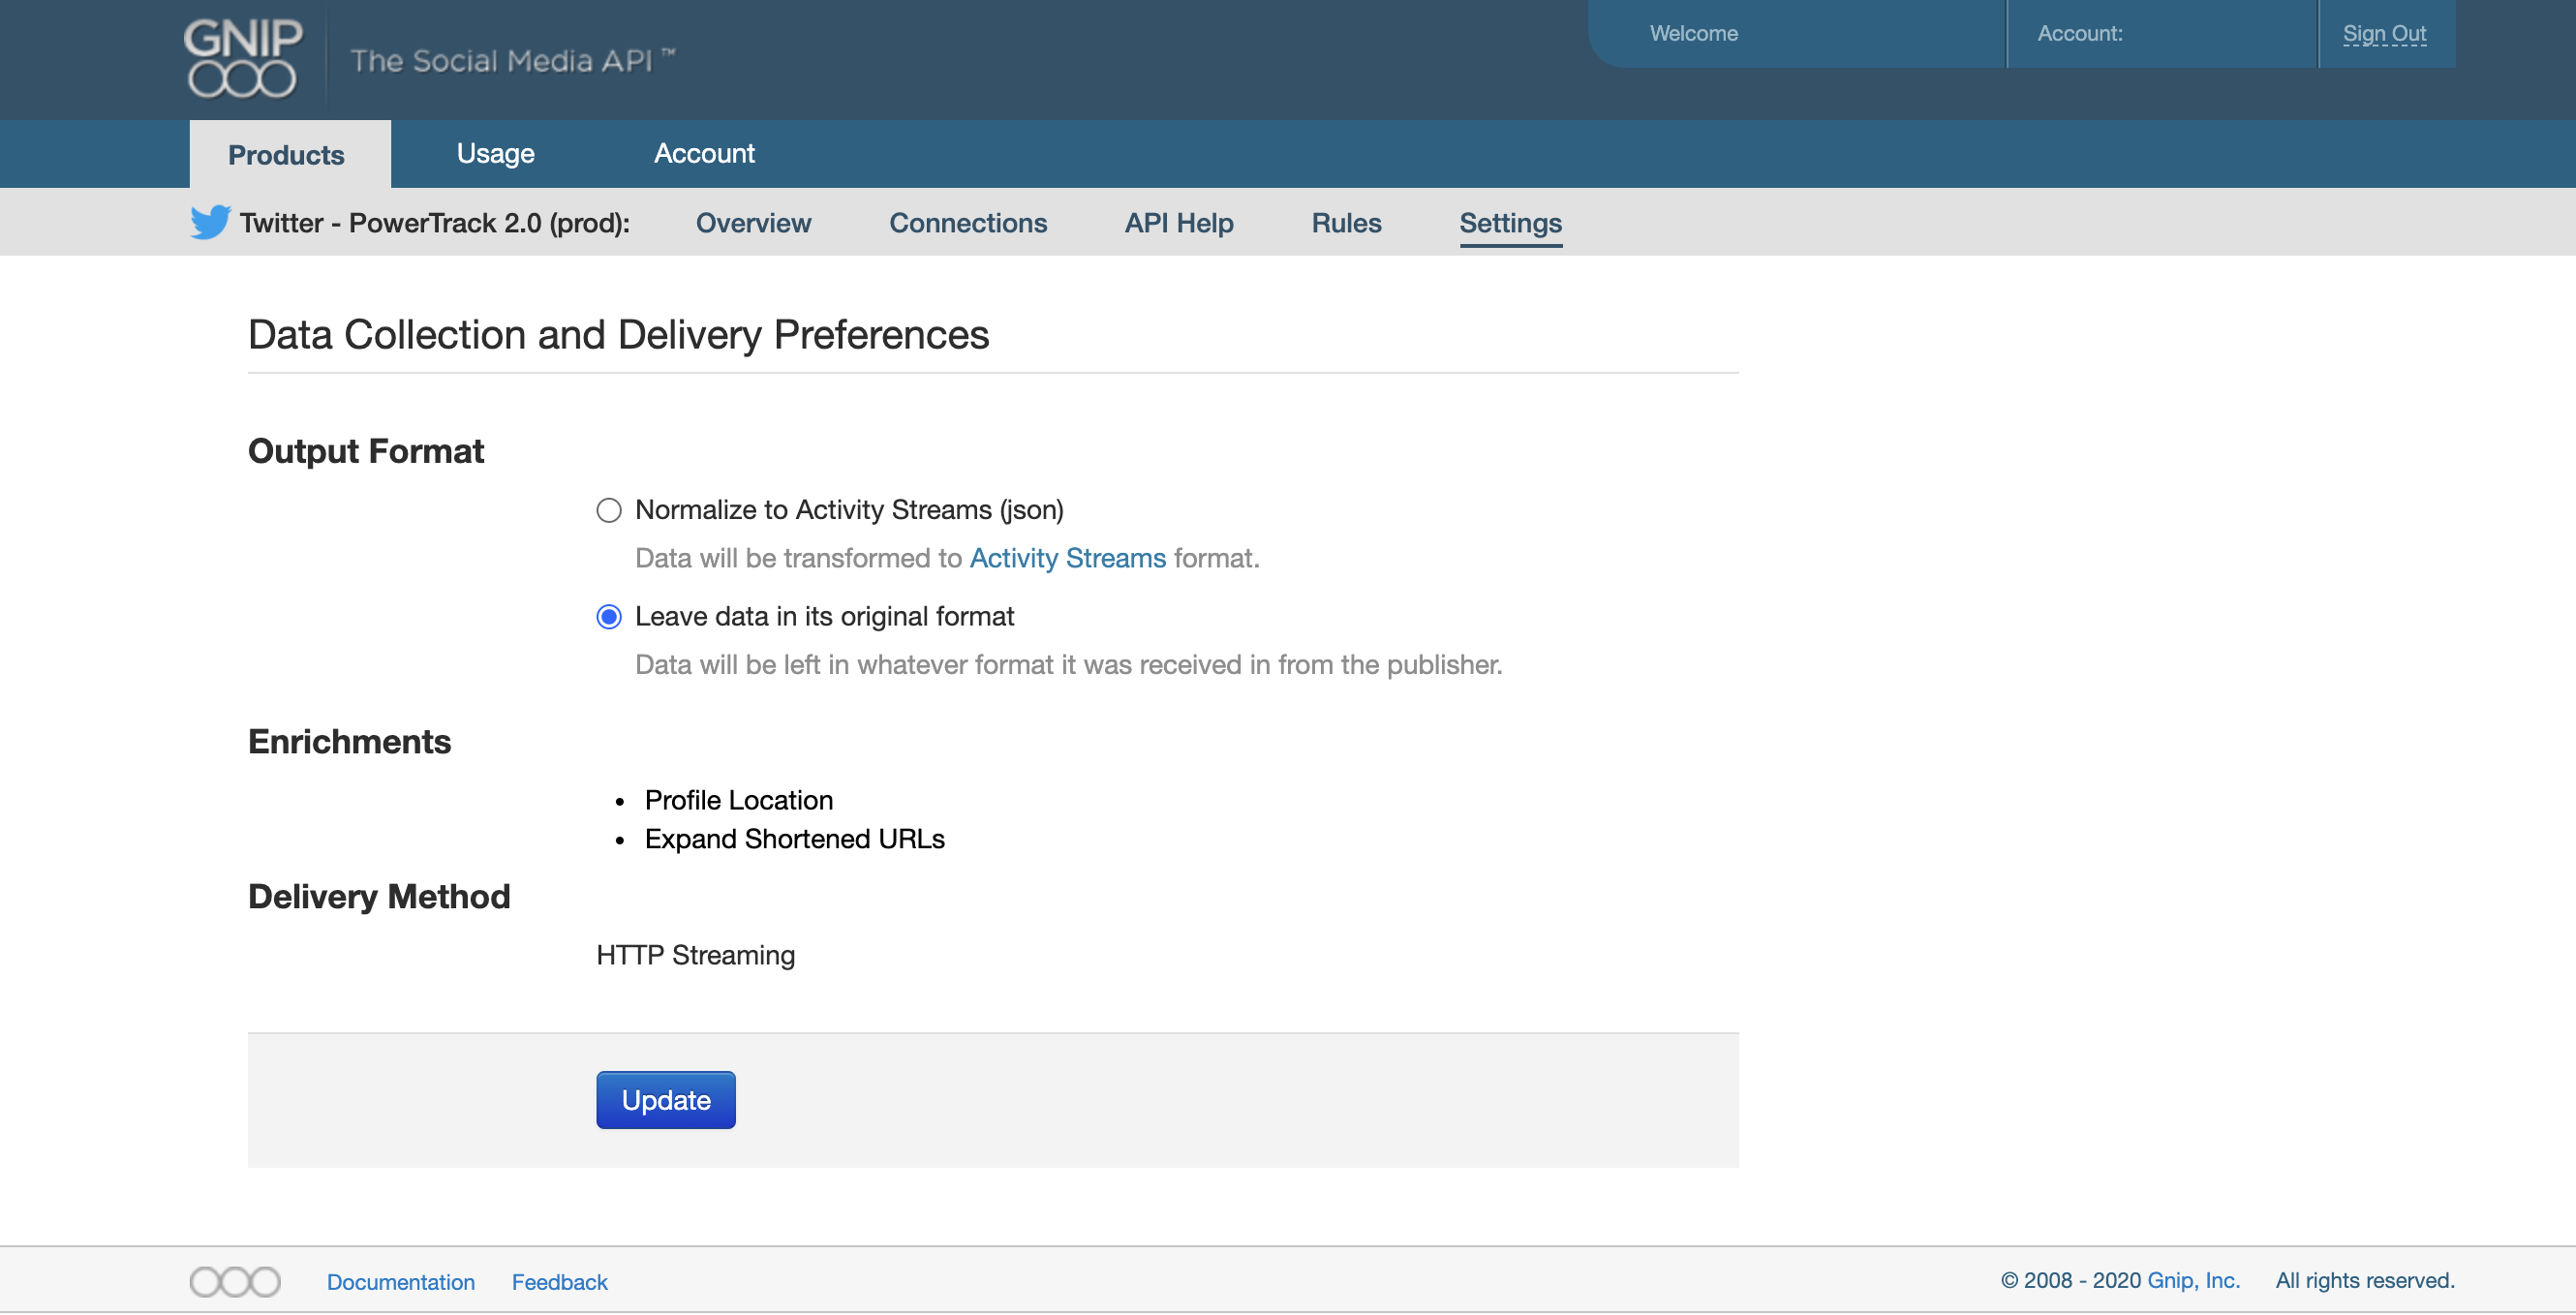 GNIP
The Social Media API ™
Welcome
Account:
Sign Out
Products
Usage
Account
Twitter - PowerTrack 2.0 (prod):
Overview
Connections
API Help
Rules
Settings
Data Collection and Delivery Preferences
Output Format
Normalize to Activity Streams (json)
Data will be transformed to Activity Streams format.
Leave data in its original format
Data will be left in whatever format it was received in from the publisher.
Enrichments
• Profile Location
• Expand Shortened URLs
Delivery Method
HTTP Streaming
Update
Documentation
Feedback
© 2008 - 2020 Gnip, Inc.
All rights reserved.